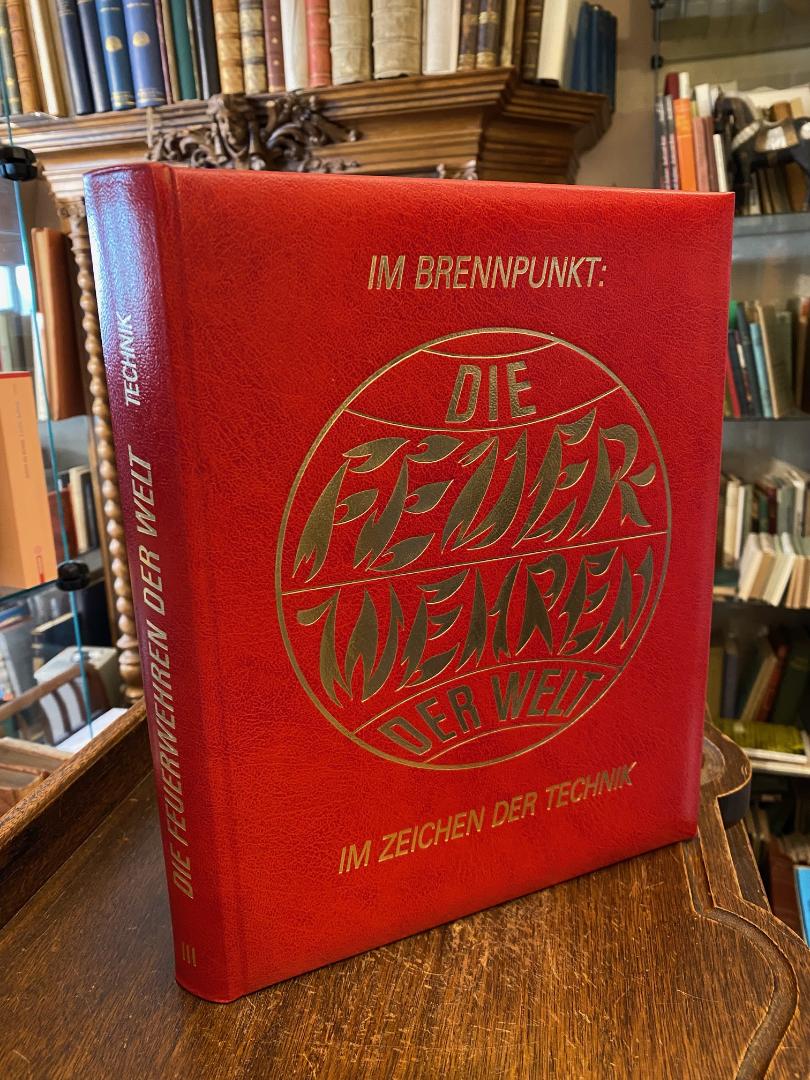 IM BRENNPUNKT:
DIE
FEUER
WEHREN
DER WELT
IM ZEICHEN DER TECHNIK
DIE FEUERWEHREN DER WELT TECHNIK
III